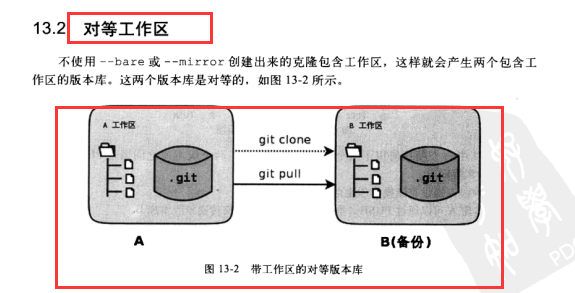 13.2 对等工作区
不使用 --bare 或 --mirror 创建出来的克隆包含工作区，这样就会产生两个包含工
作区的版本库。这两个版本库是对等的，如图 13-2 所示。
A 工作区
B 工作区
git clone
.git
git pull
.git
A
B(备份)
图 13-2 带工作区的对等版本库
PD